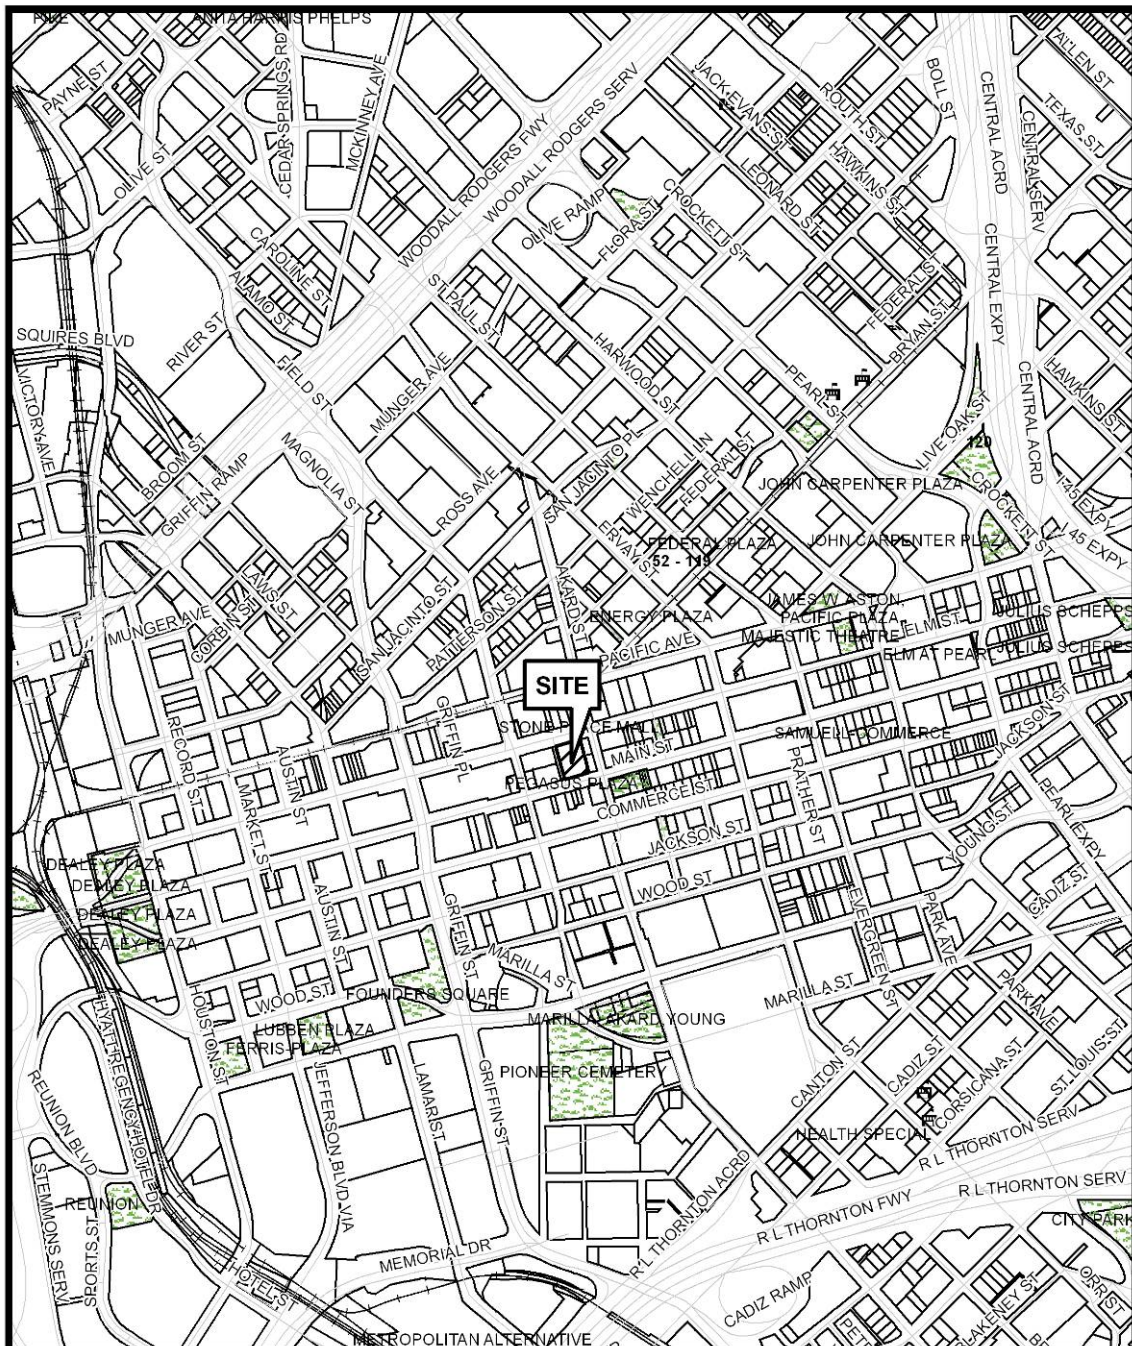 PIKE
ANITA HARRIS PHELPS
PAYNE ST
CEDAR SPRINGS RD
MCKINNEY AVE
WOODALL RODGERS FWY
WOODALL RODGERS SERV
JACK EVANS ST
ROUTH ST
BOLL ST
CENTRAL ACRD
CENTRAL SERV
ALLEN ST
TEXAS ST
OLIVE ST
HAWKINS ST
LEONARD ST
CROCKETT ST
OLIVE RAMP
FLORA ST
CAROLINE ST
ALAMO ST
ST PAUL ST
FEDERAL ST
BRYAN ST
CENTRAL EXPY
SQUIRES BLVD
RIVER ST
VICTORY AVE
FIELD ST
MUNGER AVE
HARWOOD ST
PEARL ST
CENTRAL ACRD
HAWKINS ST
LIVE OAK ST
120
BROOM ST
GRIFFIN RAMP
MAGNOLIA ST
ROSS AVE
SAN JACINTO PL
WENCHELL LN
FEDERAL ST
JOHN CARPENTER PLAZA
CROCKETT ST
I 45 EXPY
I 45 EXPY
ERVAY ST
FEDERAL PLAZA
52 - 119
JOHN CARPENTER PLAZA
LAWS ST
CORBIN ST
MUNGER AVE
SAN JACINTO ST
PATTERSON ST
AKARD ST
ENERGY PLAZA
JAMES W ASTON
PACIFIC PLAZA
MAJESTIC THEATRE
ELM ST
JULIUS SCHEPPS
PACIFIC AVE
ELM AT PEARL
JULIUS SCHEPPS
SITE
RECORD ST
AUSTIN ST
GRIFFIN PL
STONE PLACE MALL
MAIN ST
SAMUELL-COMMERCE
JACKSON ST
PEGASUS PLAZA
COMMERCE ST
PRATHER ST
MARKET ST
JACKSON ST
YOUNG ST
PEARL EXPY
DEALEY PLAZA
DEALEY PLAZA
DEALEY PLAZA
DEALEY PLAZA
AUSTIN ST
GRIFFIN ST
WOOD ST
EVERGREEN ST
PARK AVE
CADIZ ST
MARILLA ST
WOOD ST
FOUNDERS SQUARE
MARILLA ST
PARK AVE
HOUSTON ST
HYATT REGENCY HOTEL DR
LUBBEN PLAZA
FERRIS PLAZA
MARILLA, AKARD, YOUNG
PIONEER CEMETERY
REUNION BLVD
JEFFERSON BLVD VIA
LAMAR ST
GRIFFIN ST
CANTON ST
CADIZ ST
CORSICANA ST
ST LOUIS ST
HEALTH SPECIAL
R L THORNTON SERV
STEMMONS SERV
REUNION
SPORTS ST
R L THORNTON ACRD
R L THORNTON FWY
R L THORNTON SERV
CITY PARK
MEMORIAL DR
HOTEL ST
CADIZ RAMP
ORR ST
BLAKENEY ST
METROPOLITAN ALTERNATIVE